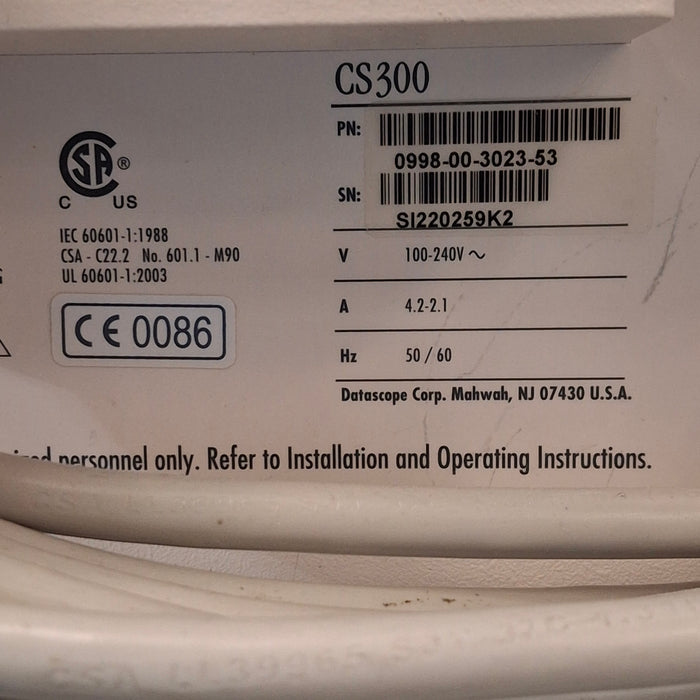 CS300
PN:
0998-00-3023-53
SN:
SI220259K2
V 100-240V ~
A 4.2-2.1
Hz 50 / 60
Datascope Corp. Mahwah, NJ 07430 U.S.A.
CSA ®
C US
IEC 60601-1:1988
CSA - C22.2 No. 601.1 - M90
UL 60601-1:2003
CE 0086
personnel only. Refer to Installation and Operating Instructions.